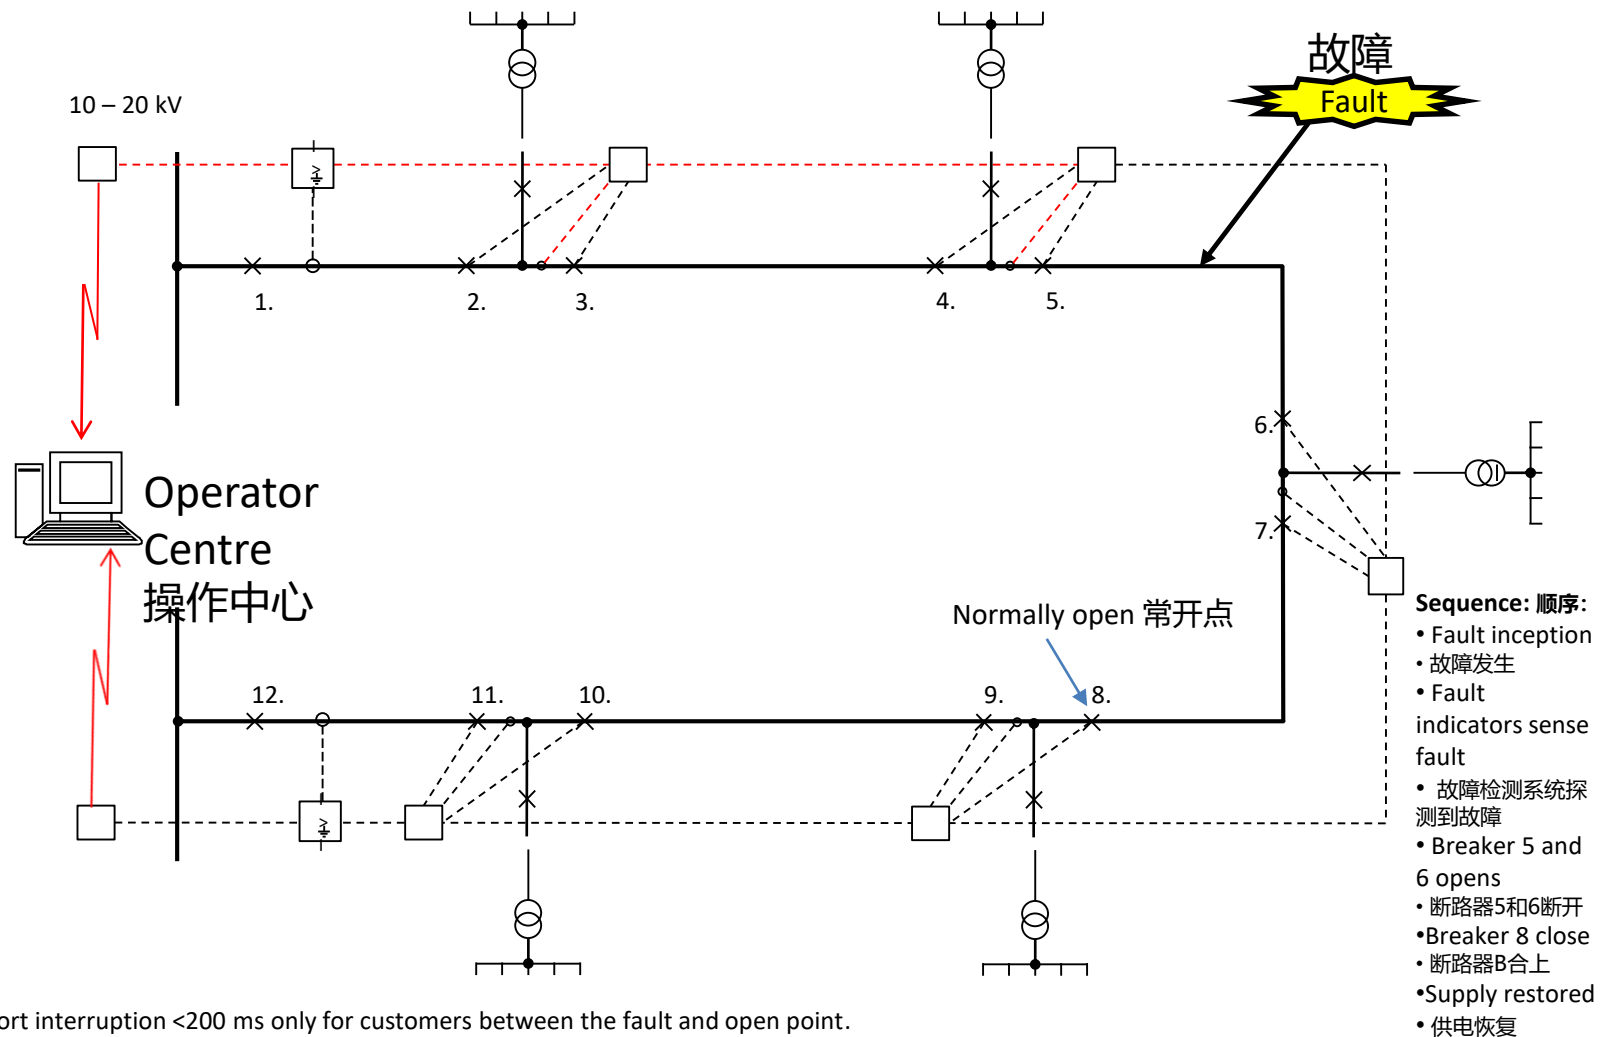 故障
Fault
10 – 20 kV
1.
2.
3.
4.
5.
6.
7.
Operator
Centre
操作中心
Normally open 常开点
12.
11.
10.
9.
8.
Sequence: 顺序:
• Fault inception
• 故障发生
• Fault
indicators sense
fault
• 故障检测系统探
测到故障
• Breaker 5 and
6 opens
• 断路器5和6断开
•Breaker 8 close
• 断路器B合上
•Supply restored
• 供电恢复
ort interruption <200 ms only for customers between the fault and open point.